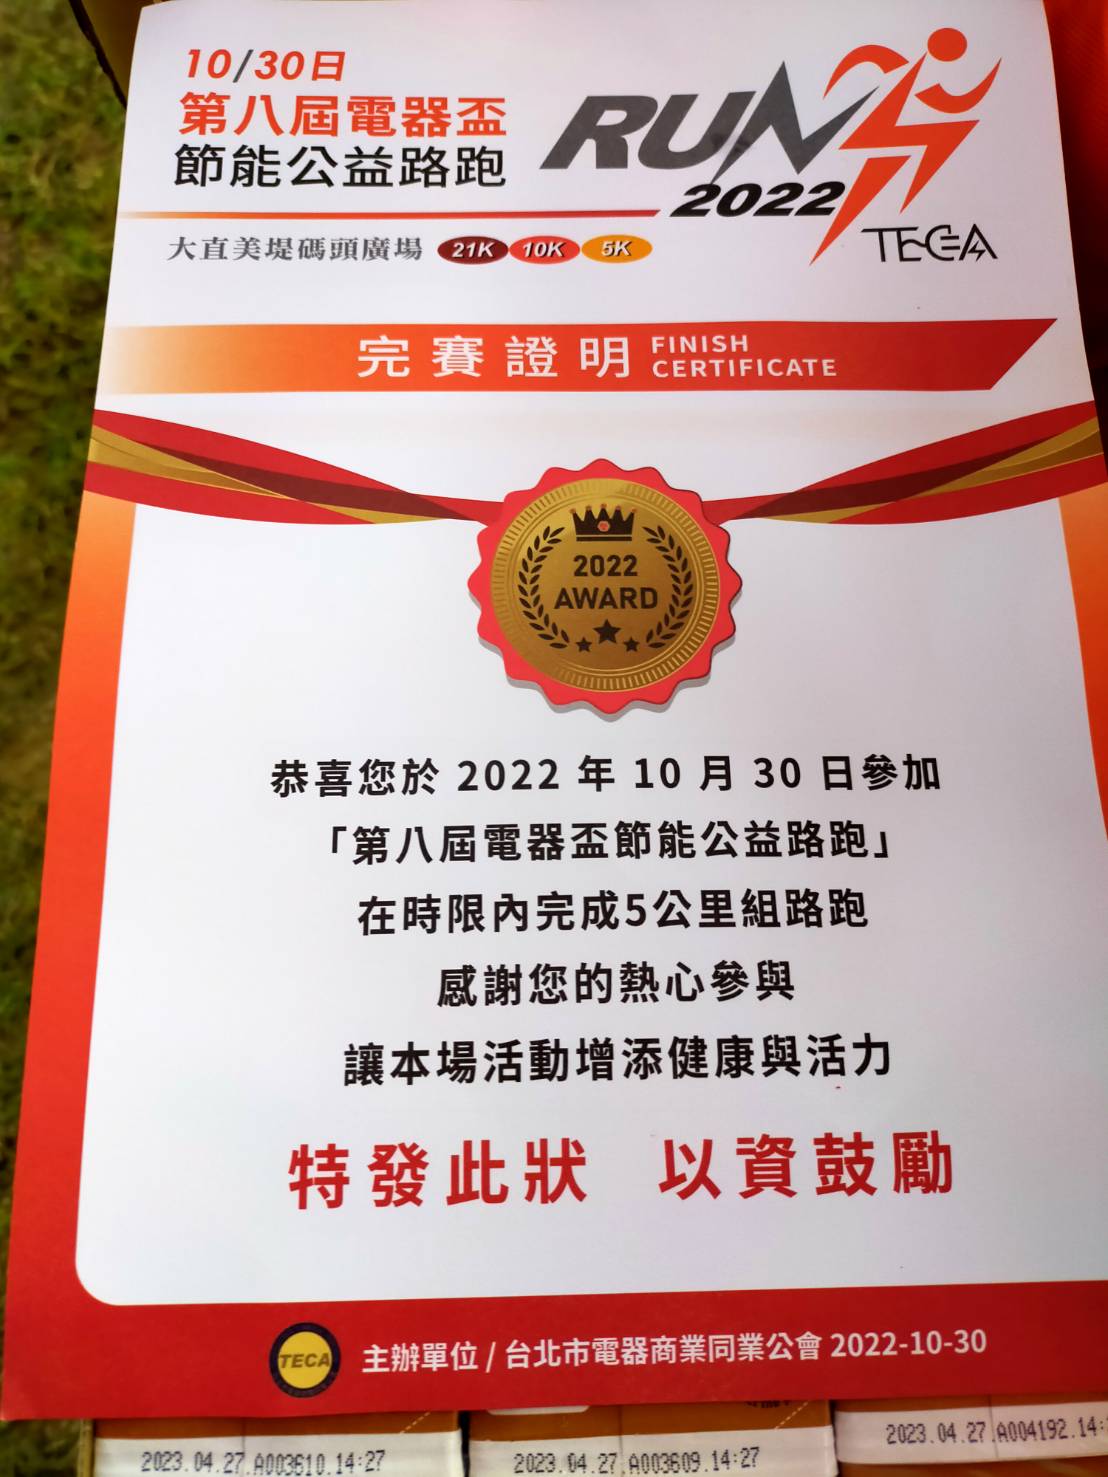 10/30日
第八屆電器盃
節能公益路跑
RUN
2022
TECA
大直美堤碼頭廣場 21K 10K 5K
完賽證明 FINISH CERTIFICATE
2022
AWARD
恭喜您於 2022 年 10 月 30 日參加
「第八屆電器盃節能公益路跑」
在時限內完成5公里組路跑
感謝您的熱心參與
讓本場活動增添健康與活力
特發此狀 以資鼓勵
TECA 主辦單位 / 台北市電器商業同業公會 2022-10-30
2023.04.27.A003610.14:27
2023.04.27.A003609.14:27
2023.04.27.A004192.14: